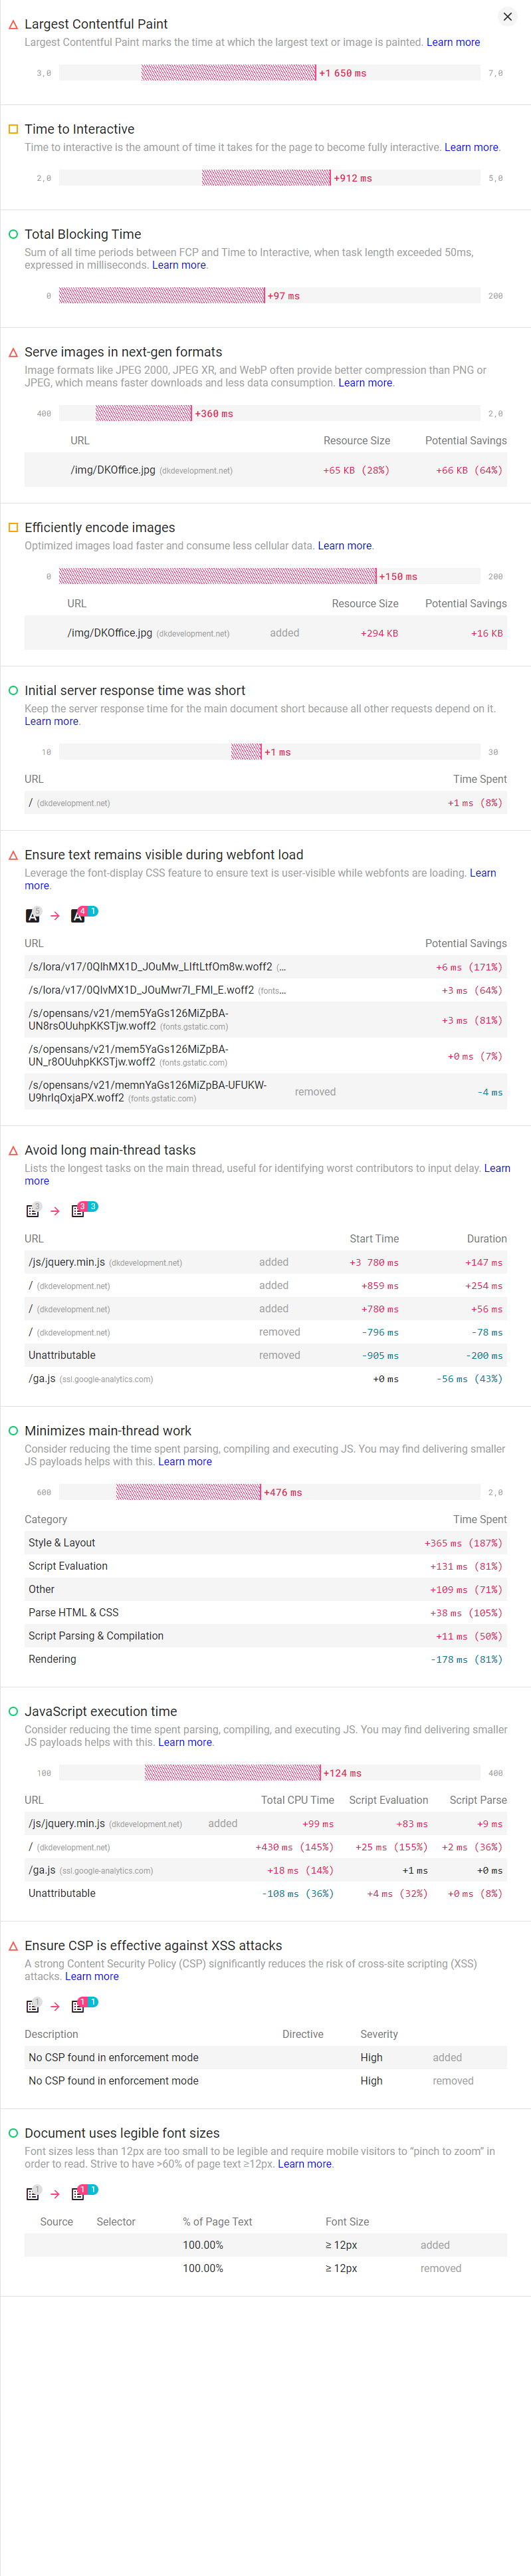 Largest Contentful Paint
Largest Contentful Paint marks the time at which the largest text or image is painted. Learn more
3,0 +1 650 ms 7,0
Time to Interactive
Time to interactive is the amount of time it takes for the page to become fully interactive. Learn more.
2,0 +912 ms 5,0
Total Blocking Time
Sum of all time periods between FCP and Time to Interactive, when task length exceeded 50ms,
expressed in milliseconds. Learn more.
0 +97 ms 200
Serve images in next-gen formats
Image formats like JPEG 2000, JPEG XR, and WebP often provide better compression than PNG or
JPEG, which means faster downloads and less data consumption. Learn more.
400 +360 ms 2,0
URL Resource Size Potential Savings
/img/DKOffice.jpg (dkdevelopment.net) +65 KB (28%) +66 KB (64%)
Efficiently encode images
Optimized images load faster and consume less cellular data. Learn more.
0 +150 ms 200
URL Resource Size Potential Savings
/img/DKOffice.jpg (dkdevelopment.net) added +294 KB +16 KB
Initial server response time was short
Keep the server response time for the main document short because all other requests depend on it.
Learn more.
10 +1 ms 30
URL Time Spent
/ (dkdevelopment.net) +1 ms (8%)
Ensure text remains visible during webfont load
Leverage the font-display CSS feature to ensure text is user-visible while webfonts are loading. Learn
more.
5 → 4 1
URL Potential Savings
/s/lora/v17/0QIhMX1D_JOuMw_LIftLtfOm8w.woff2 (… +6 ms (171%)
/s/lora/v17/0QIvMX1D_JOuMwr7I_FMl_E.woff2 (fonts… +3 ms (64%)
/s/opensans/v21/mem5YaGs126MiZpBA-
UN8rsOUuhpKKSTjw.woff2 (fonts.gstatic.com) +3 ms (81%)
/s/opensans/v21/mem5YaGs126MiZpBA-
UN_r8OUuhpKKSTjw.woff2 (fonts.gstatic.com) +0 ms (7%)
/s/opensans/v21/memnYaGs126MiZpBA-UFUKW-
U9hrIqOxjaPX.woff2 (fonts.gstatic.com) removed -4 ms
Avoid long main-thread tasks
Lists the longest tasks on the main thread, useful for identifying worst contributors to input delay. Learn
more
3 → 3 3
URL Start Time Duration
/js/jquery.min.js (dkdevelopment.net) added +3 780 ms +147 ms
/ (dkdevelopment.net) added +859 ms +254 ms
/ (dkdevelopment.net) added +780 ms +56 ms
/ (dkdevelopment.net) removed -796 ms -78 ms
Unattributable removed -905 ms -200 ms
/ga.js (ssl.google-analytics.com) +0 ms -56 ms (43%)
Minimizes main-thread work
Consider reducing the time spent parsing, compiling and executing JS. You may find delivering smaller
JS payloads helps with this. Learn more
600 +476 ms 2,0
Category Time Spent
Style & Layout +365 ms (187%)
Script Evaluation +131 ms (81%)
Other +109 ms (71%)
Parse HTML & CSS +38 ms (105%)
Script Parsing & Compilation +11 ms (50%)
Rendering -178 ms (81%)
JavaScript execution time
Consider reducing the time spent parsing, compiling, and executing JS. You may find delivering smaller
JS payloads helps with this. Learn more.
100 +124 ms 400
URL Total CPU Time Script Evaluation Script Parse
/js/jquery.min.js (dkdevelopment.net) added +99 ms +83 ms +9 ms
/ (dkdevelopment.net) +430 ms (145%) +25 ms (155%) +2 ms (36%)
/ga.js (ssl.google-analytics.com) +18 ms (14%) +1 ms +0 ms
Unattributable -108 ms (36%) +4 ms (32%) +0 ms (8%)
Ensure CSP is effective against XSS attacks
A strong Content Security Policy (CSP) significantly reduces the risk of cross-site scripting (XSS)
attacks. Learn more
1 → 1 1
Description Directive Severity
No CSP found in enforcement mode High added
No CSP found in enforcement mode High removed
Document uses legible font sizes
Font sizes less than 12px are too small to be legible and require mobile visitors to “pinch to zoom” in
order to read. Strive to have >60% of page text ≥12px. Learn more.
1 → 1 1
Source Selector % of Page Text Font Size
100.00% ≥ 12px added
100.00% ≥ 12px removed